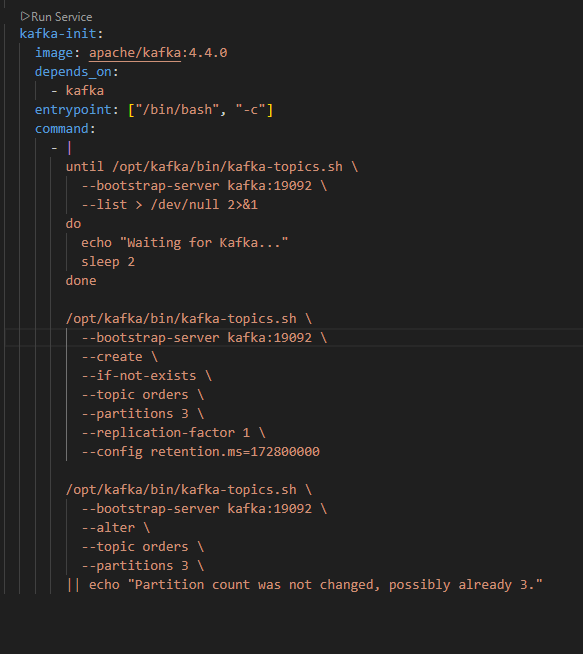 Run Service
kafka-init:
image: apache/kafka:4.4.0
depends_on:
- kafka
entrypoint: ["/bin/bash", "-c"]
command:
- |
until /opt/kafka/bin/kafka-topics.sh \
--bootstrap-server kafka:19092 \
--list > /dev/null 2>&1
do
echo "Waiting for Kafka..."
sleep 2
done
/opt/kafka/bin/kafka-topics.sh \
--bootstrap-server kafka:19092 \
--create \
--if-not-exists \
--topic orders \
--partitions 3 \
--replication-factor 1 \
--config retention.ms=172800000
/opt/kafka/bin/kafka-topics.sh \
--bootstrap-server kafka:19092 \
--alter \
--topic orders \
--partitions 3 \
|| echo "Partition count was not changed, possibly already 3."